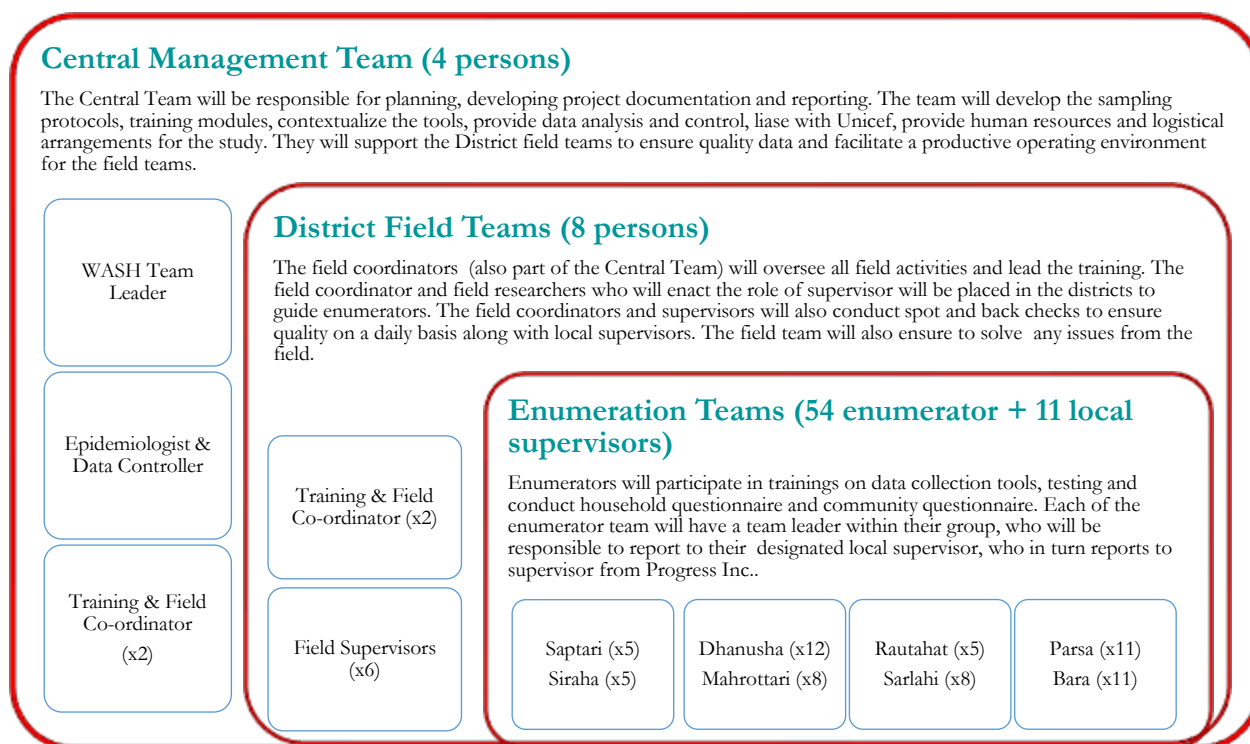 Central Management Team (4 persons)
The Central Team will be responsible for planning, developing project documentation and reporting. The team will develop the sampling
protocols, training modules, contextualize the tools, provide data analysis and control, liase with Unicef, provide human resources and logistical
arrangements for the study. They will support the District field teams to ensure quality data and facilitate a productive operating environment
for the field teams.
WASH Team
Leader
Epidemiologist &
Data Controller
Training & Field
Co-ordinator
(x2)
District Field Teams (8 persons)
The field coordinators (also part of the Central Team) will oversee all field activities and lead the training. The
field coordinator and field researchers who will enact the role of supervisor will be placed in the districts to
guide enumerators. The field coordinators and supervisors will also conduct spot and back checks to ensure
quality on a daily basis along with local supervisors. The field team will also ensure to solve any issues from the
field.
Training & Field
Co-ordinator (x2)
Field Supervisors
(x6)
Enumeration Teams (54 enumerator + 11 local
supervisors)
Enumerators will participate in trainings on data collection tools, testing and
conduct household questionnaire and community questionnaire. Each of the
enumerator team will have a team leader within their group, who will be
responsible to report to their designated local supervisor, who in turn reports to
supervisor from Progress Inc..
Saptari (x5)
Siraha (x5)
Dhanusha (x12)
Mahrottari (x8)
Rautahat (x5)
Sarlahi (x8)
Parsa (x11)
Bara (x11)